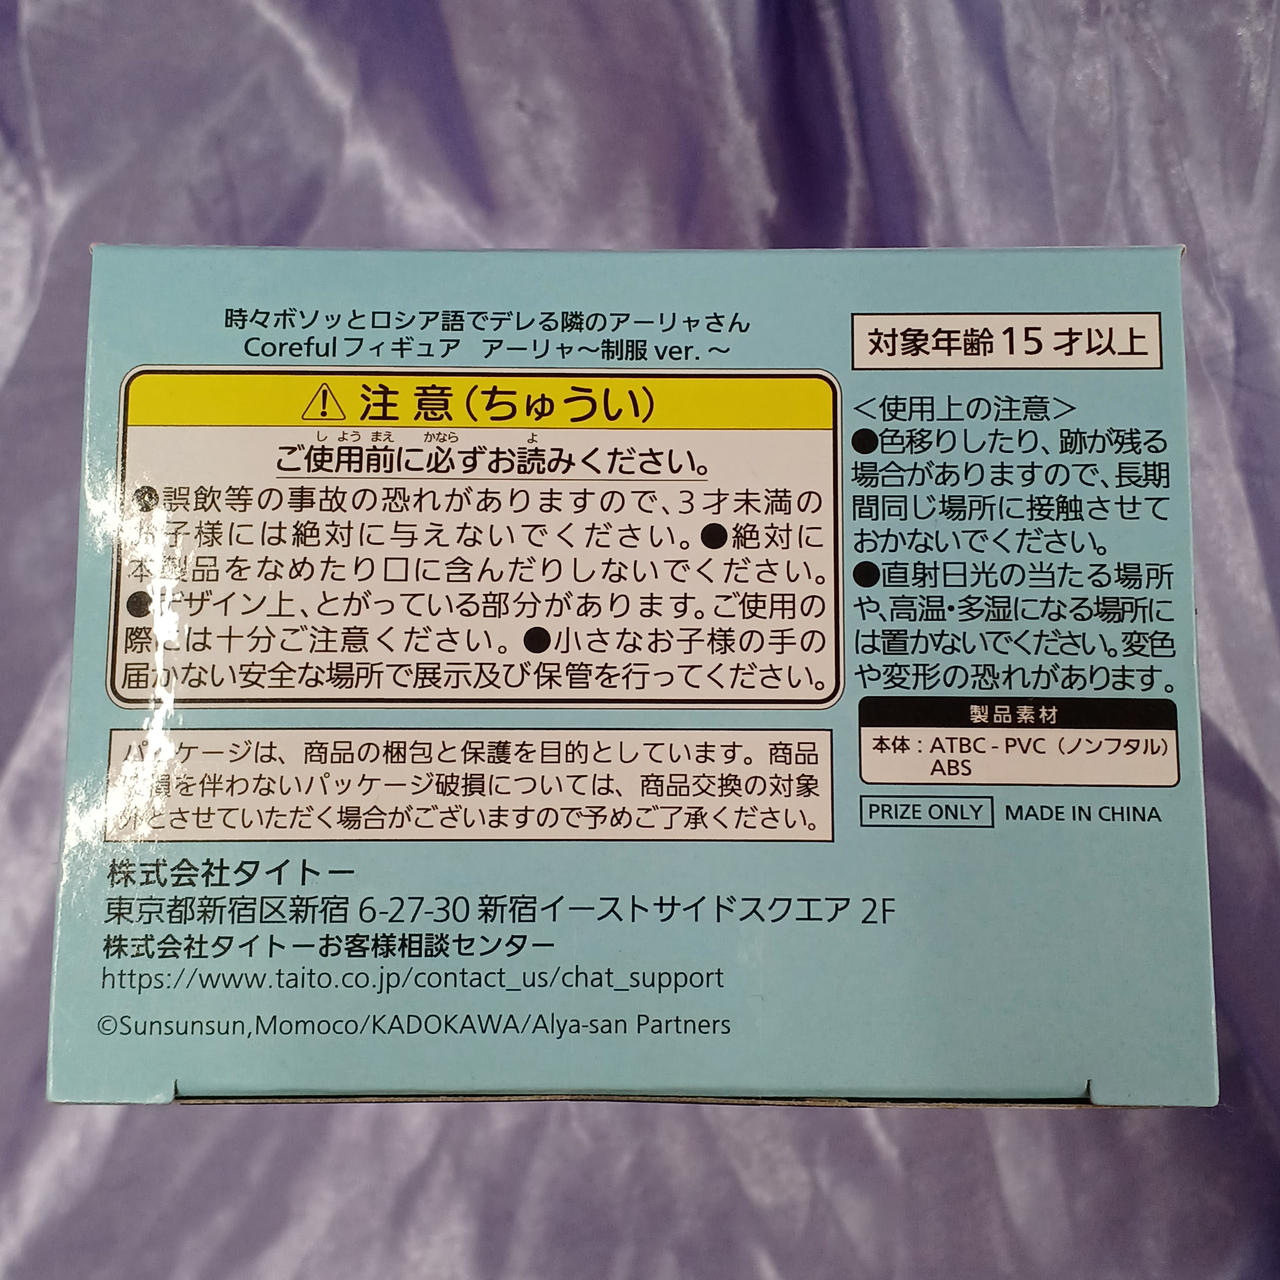 時々ボソッとロシア語でデレる隣のアーリャさん
Corefulフィギュア アーリャ～制服ver.～
⚠注意(ちゅうい)
しようまえ かなら よ
ご使用前に必ずお読みください。
●誤飲等の事故の恐れがありますので、3才未満の
お子様には絶対に与えないでください。●絶対に
本製品をなめたり口に含んだりしないでください。
●デザイン上、とがっている部分があります。ご使用の
際には十分ご注意ください。●小さなお子様の手の
届かない安全な場所で展示及び保管を行ってください。
パッケージは、商品の梱包と保護を目的としています。商品
破損を伴わないパッケージ破損については、商品交換の対象
外とさせていただく場合がございますので予めご了承ください。
対象年齢15才以上
＜使用上の注意＞
●色移りしたり、跡が残る
場合がありますので、長期
間同じ場所に接触させて
おかないでください。
●直射日光の当たる場所
や、高温・多湿になる場所に
は置かないでください。変色
や変形の恐れがあります。
製品素材
本体：ATBC-PVC（ノンフタル）
ABS
PRIZE ONLY MADE IN CHINA
株式会社タイトー
東京都新宿区新宿6-27-30 新宿イーストサイドスクエア 2F
株式会社タイトーお客様相談センター
https://www.taito.co.jp/contact_us/chat_support
©Sunsunsun,Momoco/KADOKAWA/Alya-san Partners